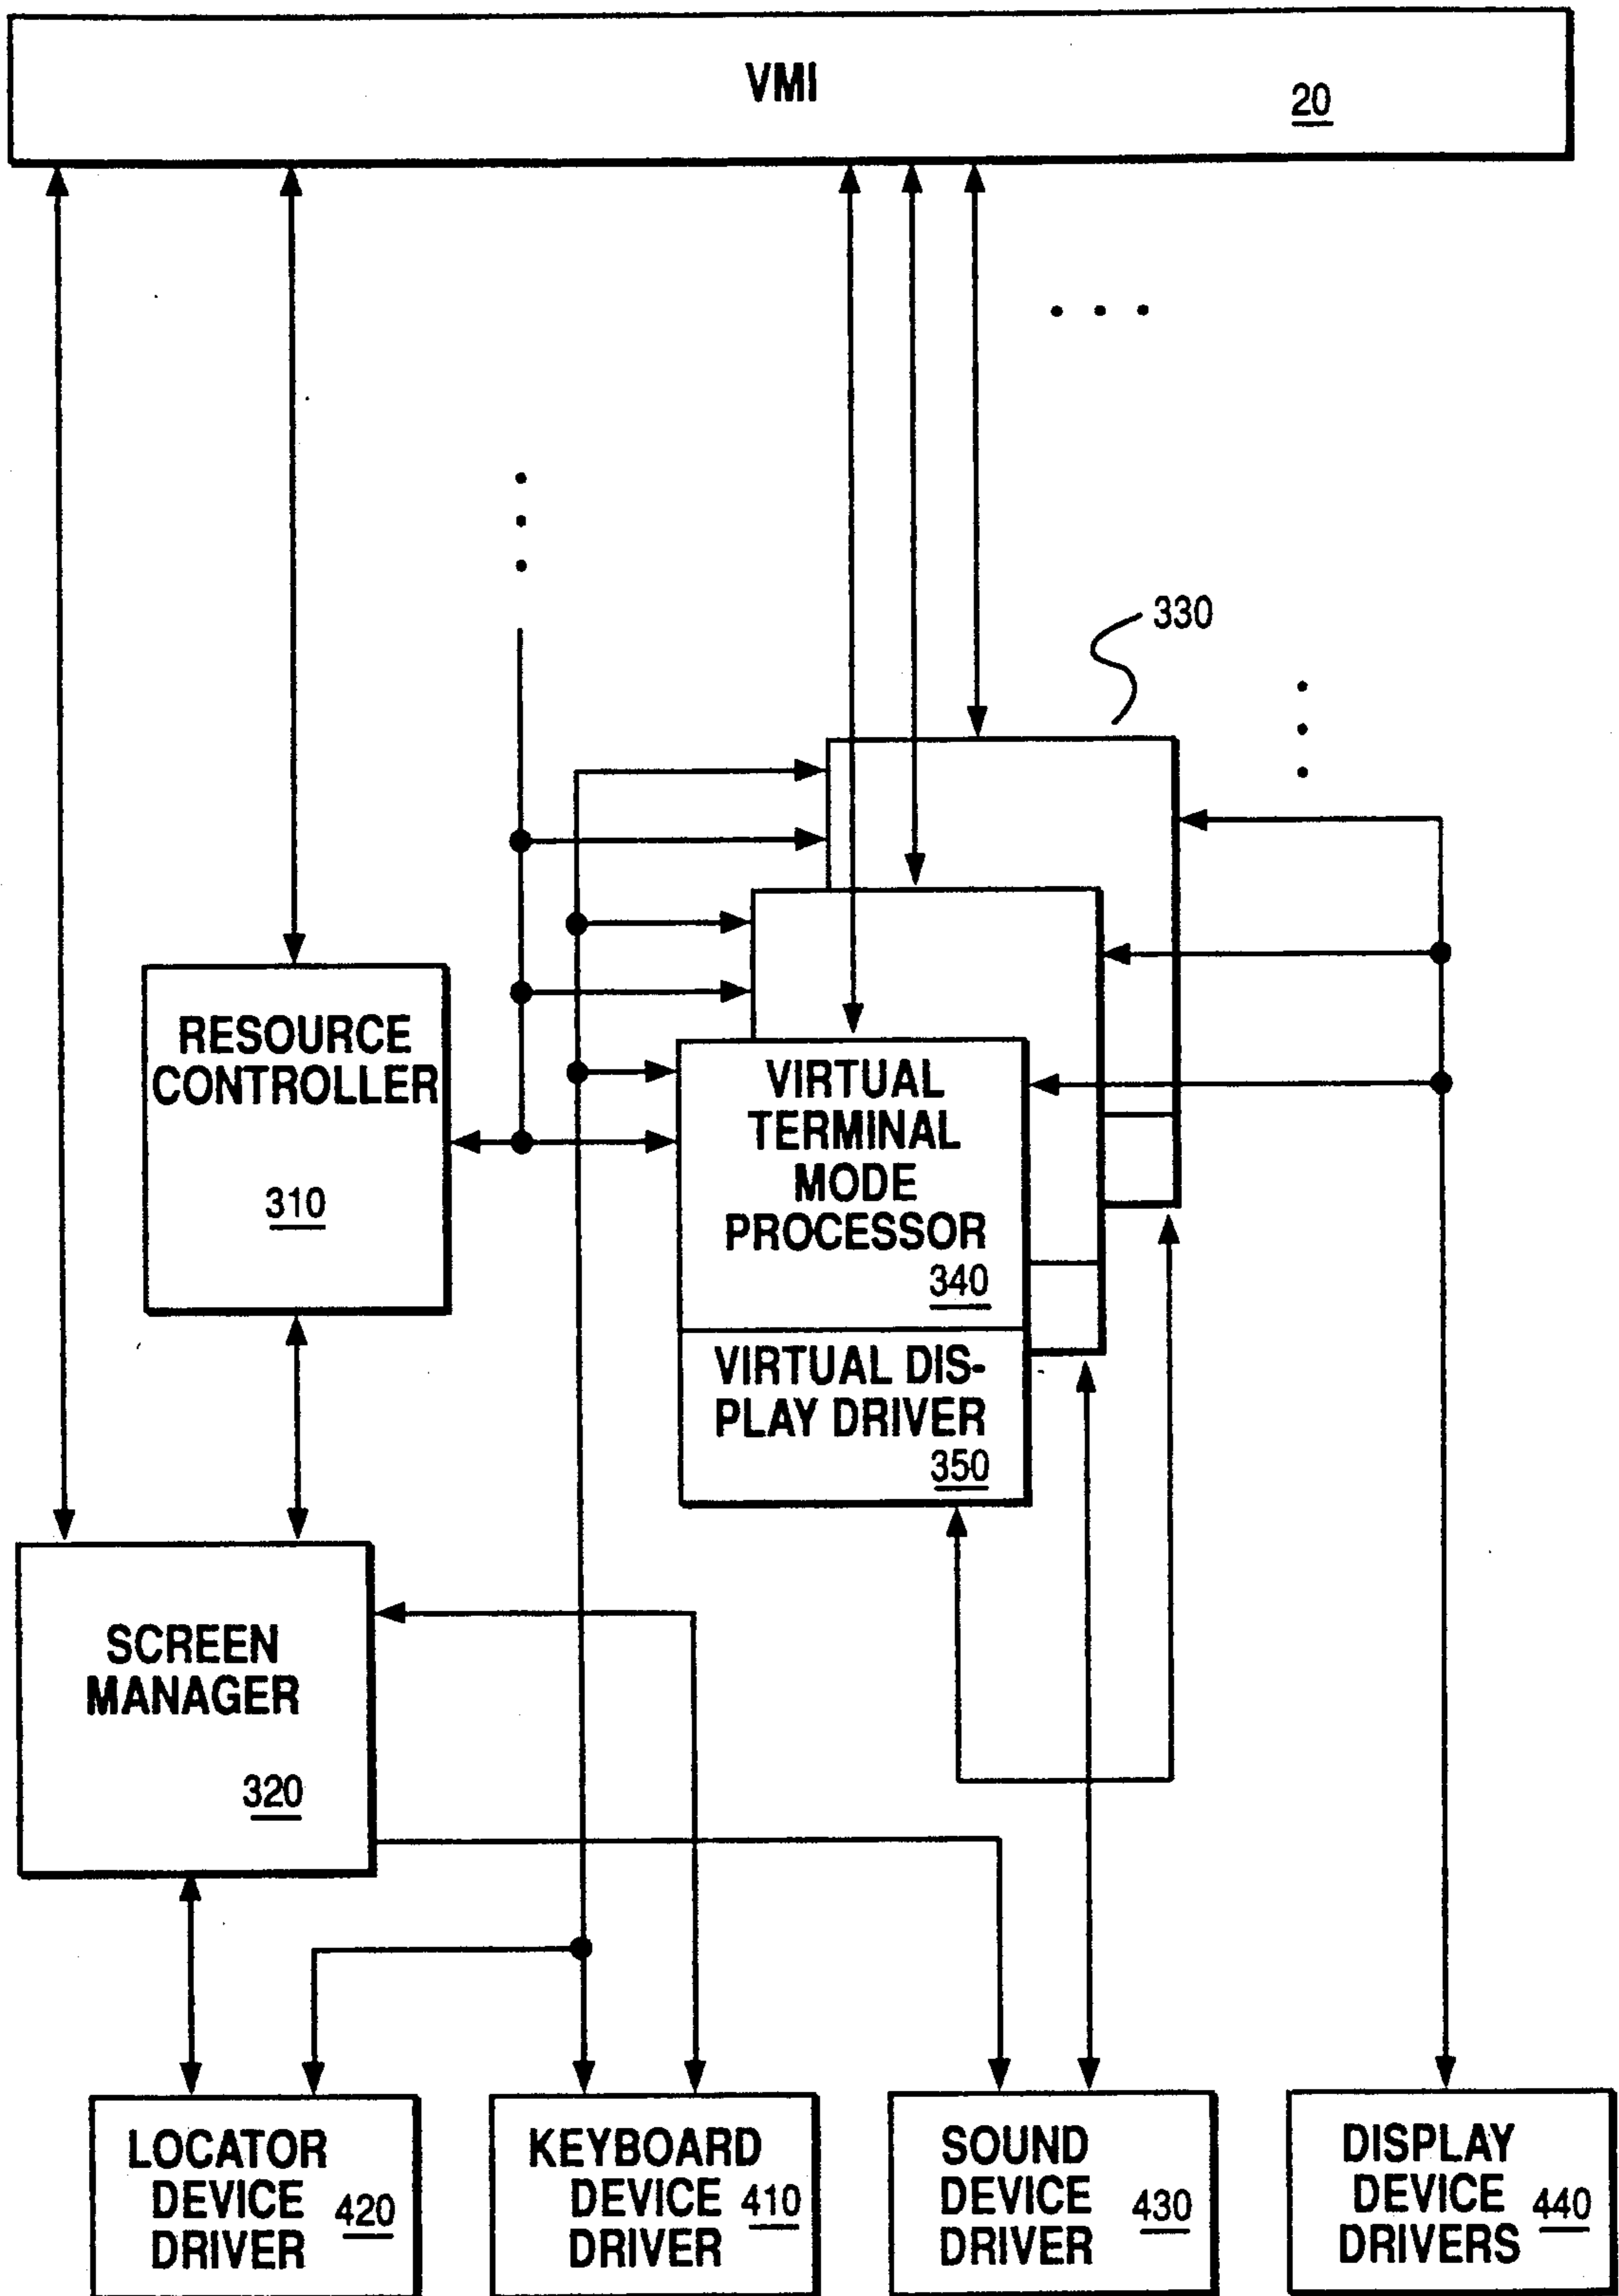 VMI
20
330
RESOURCE
CONTROLLER
310
VIRTUAL
TERMINAL
MODE
PROCESSOR
340
VIRTUAL DIS-
PLAY DRIVER
350
SCREEN
MANAGER
320
LOCATOR
DEVICE
DRIVER
420
KEYBOARD
DEVICE
DRIVER
410
SOUND
DEVICE
DRIVER
430
DISPLAY
DEVICE
DRIVERS
440